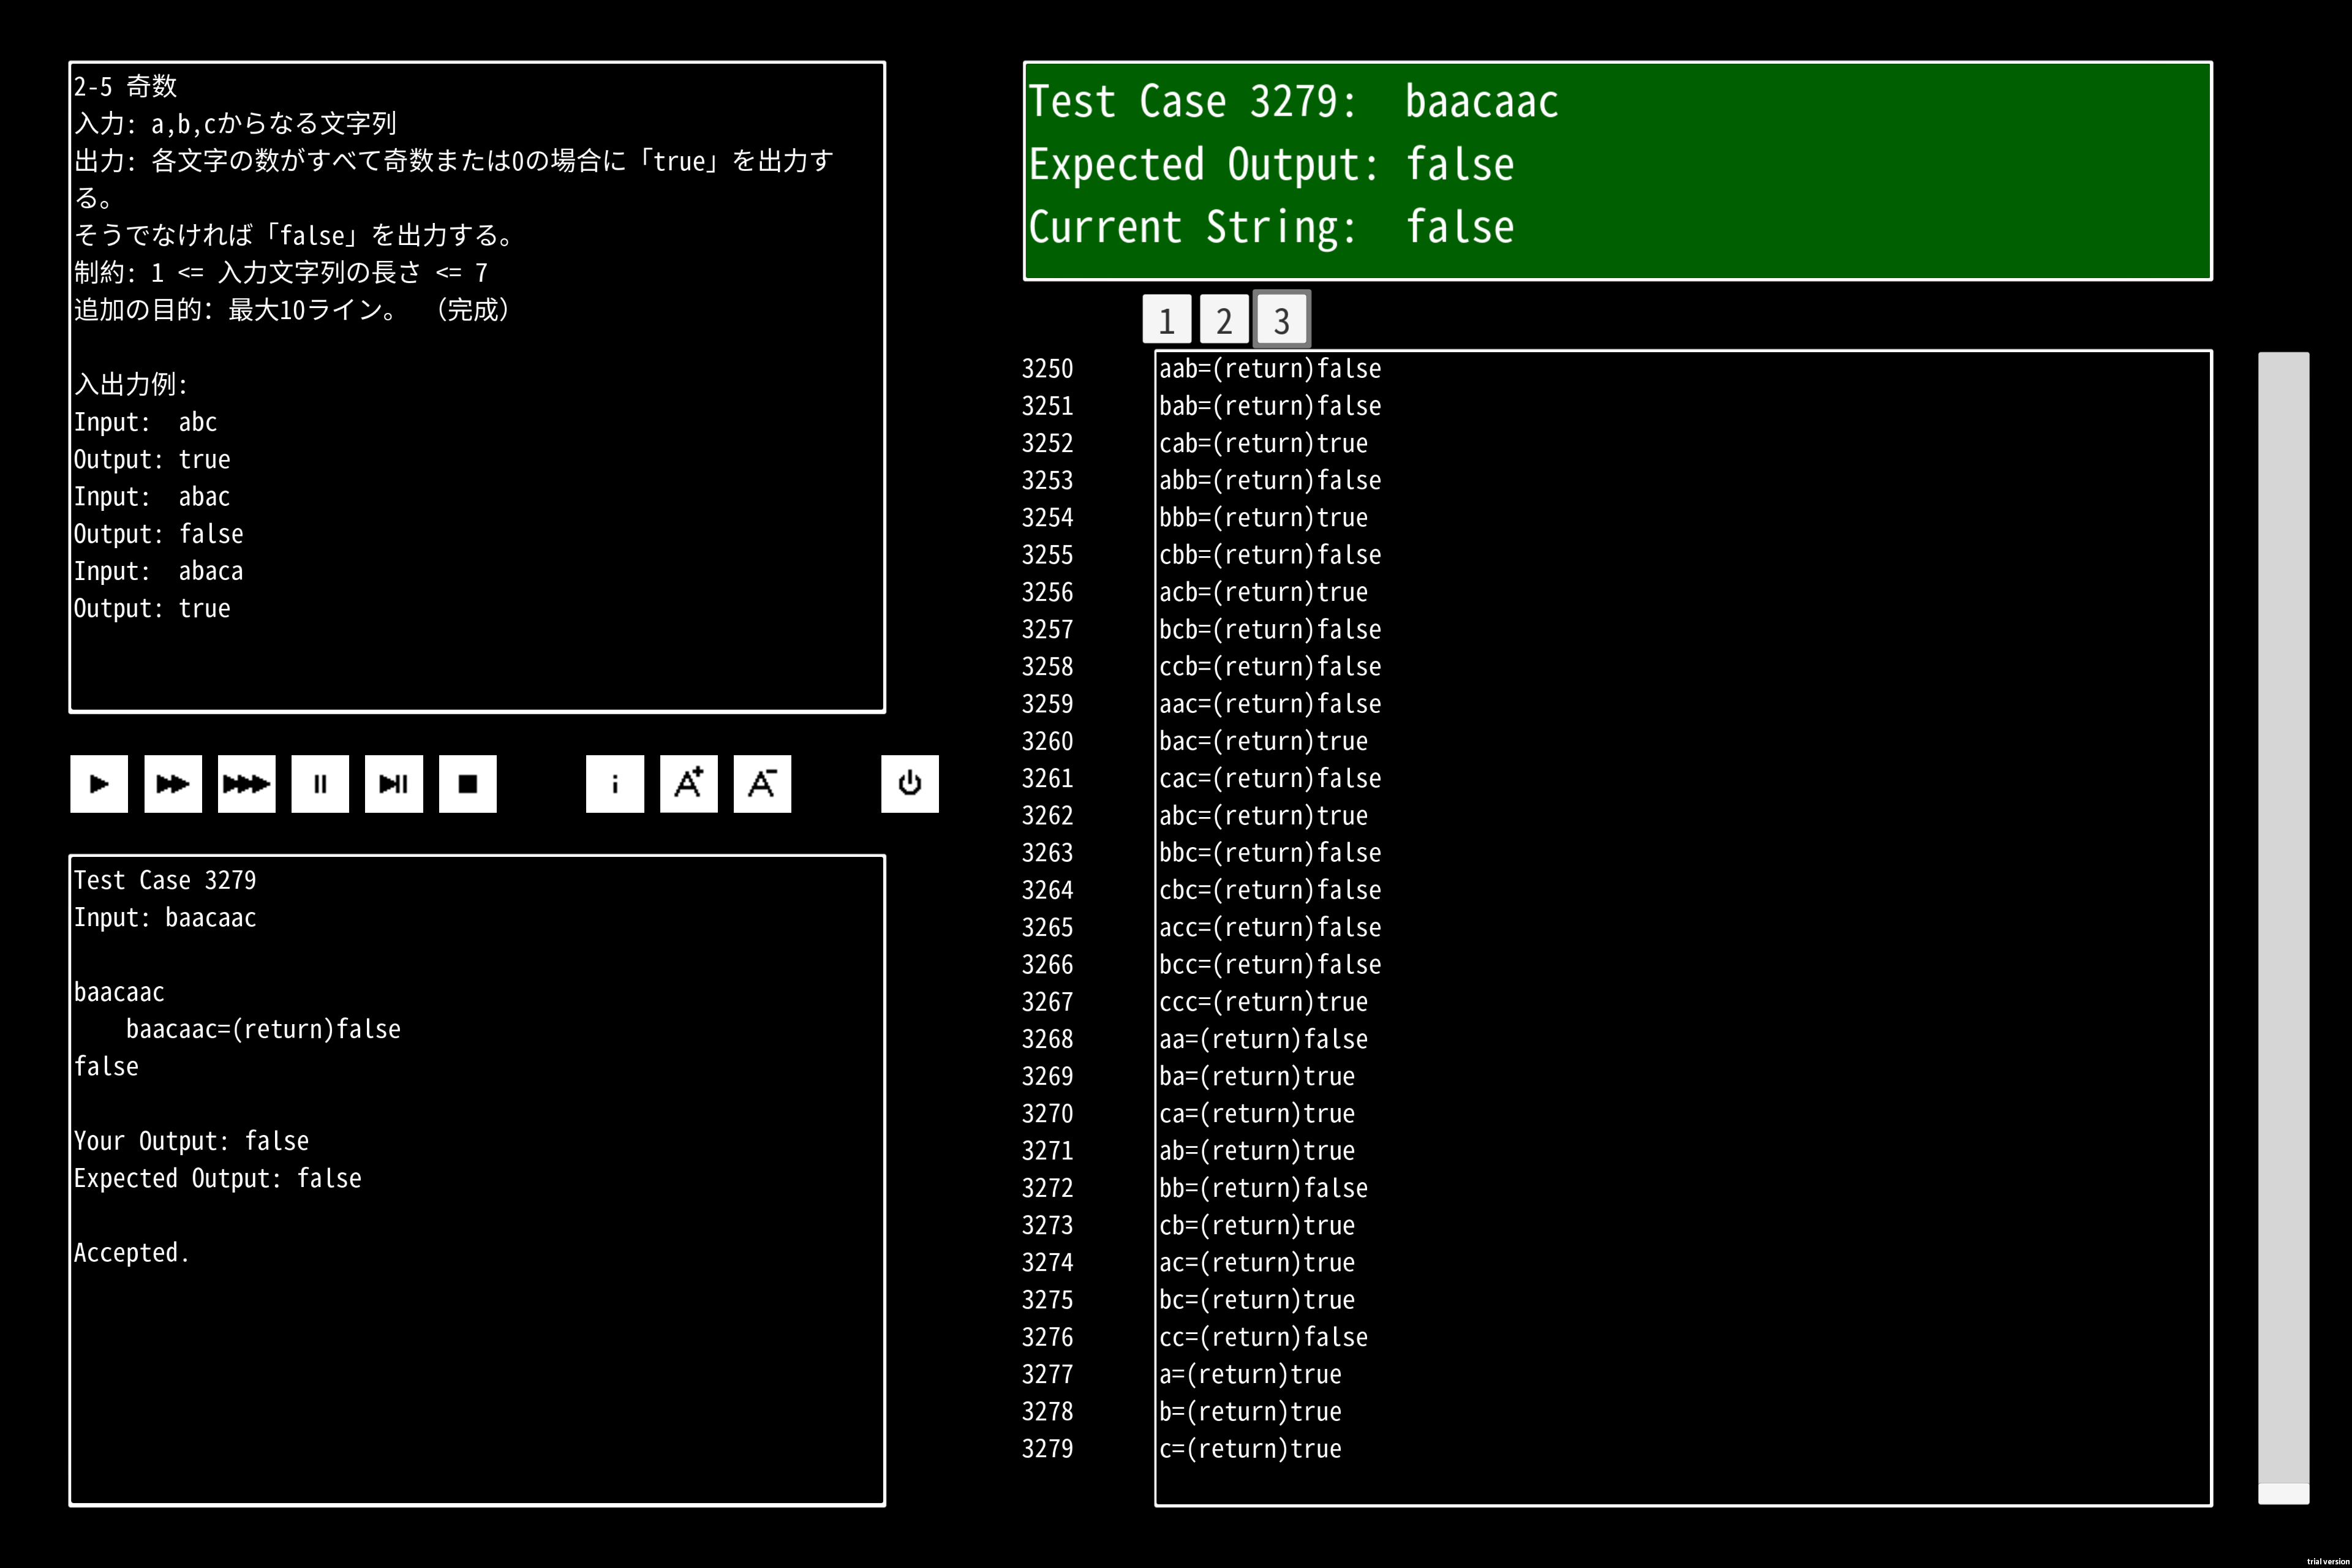 2-5 奇数
入力: a,b,cからなる文字列
出力: 各文字の数がすべて奇数または0の場合に「true」を出力す
る。
そうでなければ「false」を出力する。
制約: 1 <= 入力文字列の長さ <= 7
追加の目的: 最大10ライン。 （完成）
入出力例:
Input:  abc
Output: true
Input:  abac
Output: false
Input:  abaca
Output: true
i
A+
A-
Test Case 3279
Input: baacaac
baacaac
baacaac=(return)false
false
Your Output: false
Expected Output: false
Accepted.
Test Case 3279:  baacaac
Expected Output: false
Current String:  false
1 2 3
3250 aab=(return)false
3251 bab=(return)false
3252 cab=(return)true
3253 abb=(return)false
3254 bbb=(return)true
3255 cbb=(return)false
3256 acb=(return)true
3257 bcb=(return)false
3258 ccb=(return)false
3259 aac=(return)false
3260 bac=(return)true
3261 cac=(return)false
3262 abc=(return)true
3263 bbc=(return)false
3264 cbc=(return)false
3265 acc=(return)false
3266 bcc=(return)false
3267 ccc=(return)true
3268 aa=(return)false
3269 ba=(return)true
3270 ca=(return)true
3271 ab=(return)true
3272 bb=(return)false
3273 cb=(return)true
3274 ac=(return)true
3275 bc=(return)true
3276 cc=(return)false
3277 a=(return)true
3278 b=(return)true
3279 c=(return)true
trial version